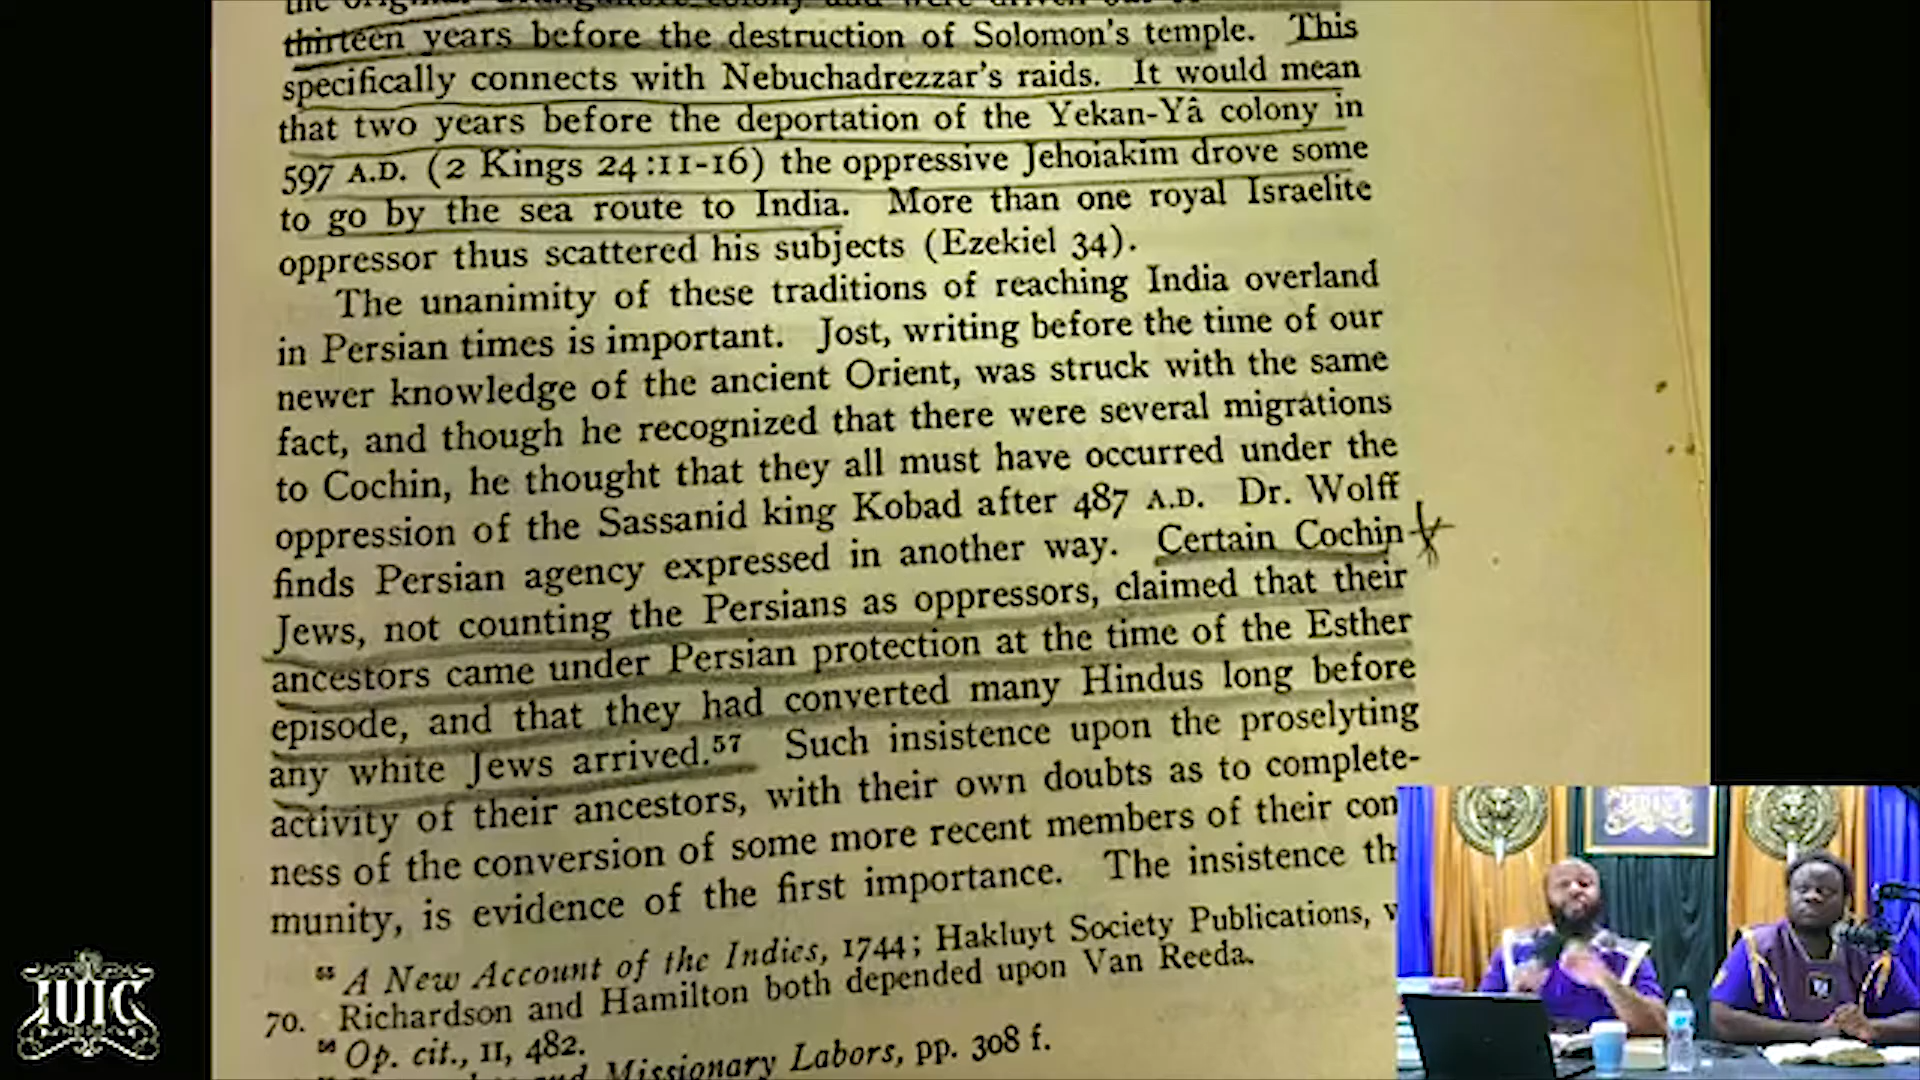 thirteen years before the destruction of Solomon's temple. This
specifically connects with Nebuchadrezzar's raids. It would mean
that two years before the deportation of the Yekan-Yâ colony in
597 A.D. (2 Kings 24:11-16) the oppressive Jehoiakim drove some
to go by the sea route to India. More than one royal Israelite
oppressor thus scattered his subjects (Ezekiel 34).
The unanimity of these traditions of reaching India overland
in Persian times is important. Jost, writing before the time of our
newer knowledge of the ancient Orient, was struck with the same
fact, and though he recognized that there were several migrations
to Cochin, he thought that they all must have occurred under the
oppression of the Sassanid king Kobad after 487 A.D. Dr. Wolff
finds Persian agency expressed in another way. Certain Cochin
Jews, not counting the Persians as oppressors, claimed that their
ancestors came under Persian protection at the time of the Esther
episode, and that they had converted many Hindus long before
any white Jews arrived.57 Such insistence upon the proselyting
activity of their ancestors, with their own doubts as to complete-
ness of the conversion of some more recent members of their com
munity, is evidence of the first importance. The insistence th
55 A New Account of the Indies, 1744; Hakluyt Society Publications, v
70. Richardson and Hamilton both depended upon Van Reeda.
56 Op. cit., II, 482.
Missionary Labors, pp. 308 f.
IUIC